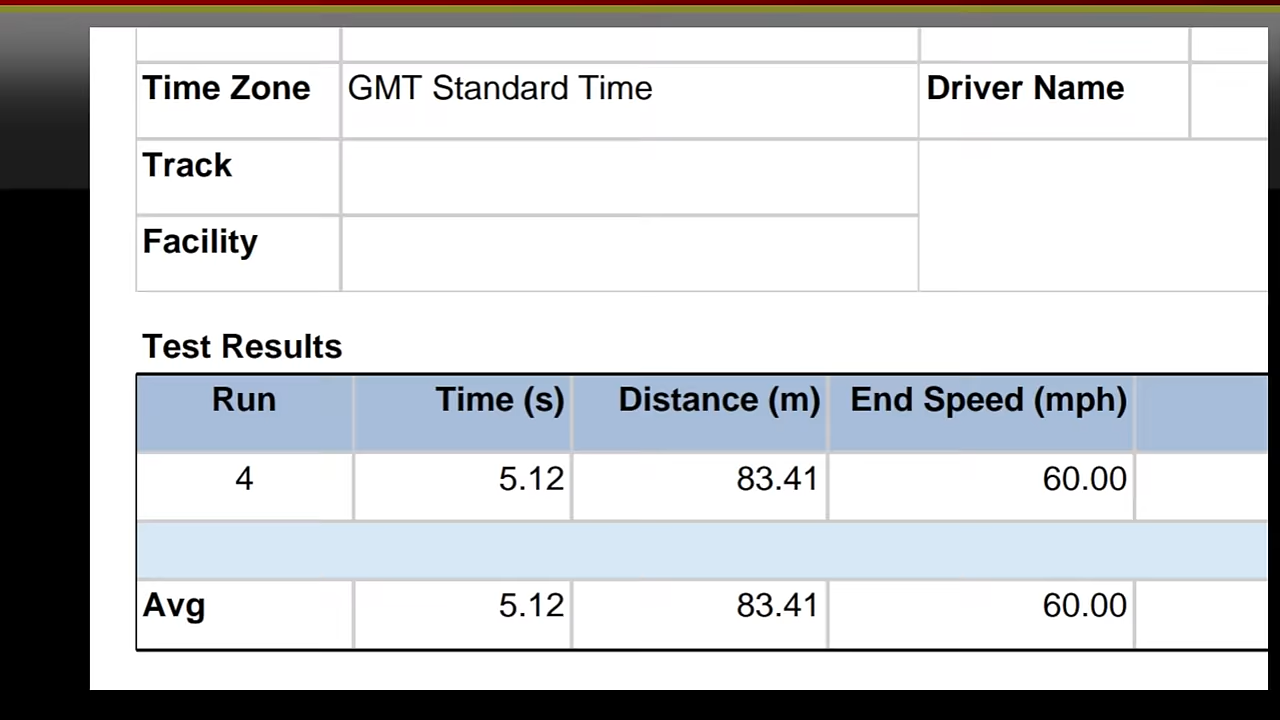 Time Zone GMT Standard Time Driver Name
Track
Facility
Test Results
Run Time (s) Distance (m) End Speed (mph)
4 5.12 83.41 60.00
Avg 5.12 83.41 60.00